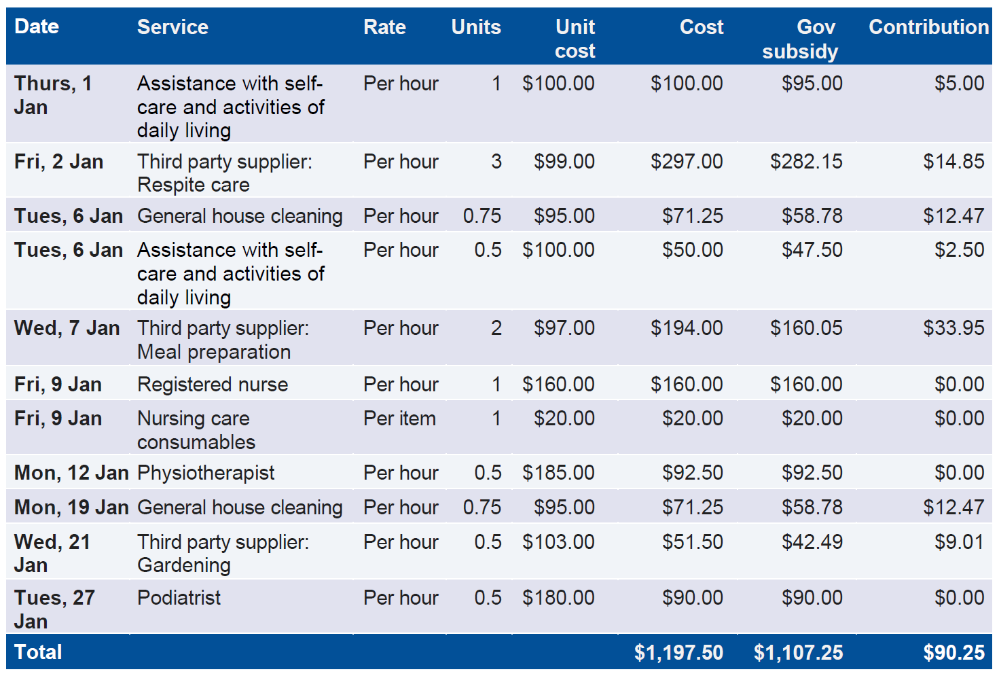 Date Service Rate Units Unit cost Cost Gov subsidy Contribution
Thurs, 1 Jan Assistance with self-care and activities of daily living Per hour 1 $100.00 $100.00 $95.00 $5.00
Fri, 2 Jan Third party supplier: Respite care Per hour 3 $99.00 $297.00 $282.15 $14.85
Tues, 6 Jan General house cleaning Per hour 0.75 $95.00 $71.25 $58.78 $12.47
Tues, 6 Jan Assistance with self-care and activities of daily living Per hour 0.5 $100.00 $50.00 $47.50 $2.50
Wed, 7 Jan Third party supplier: Meal preparation Per hour 2 $97.00 $194.00 $160.05 $33.95
Fri, 9 Jan Registered nurse Per hour 1 $160.00 $160.00 $160.00 $0.00
Fri, 9 Jan Nursing care consumables Per item 1 $20.00 $20.00 $20.00 $0.00
Mon, 12 Jan Physiotherapist Per hour 0.5 $185.00 $92.50 $92.50 $0.00
Mon, 19 Jan General house cleaning Per hour 0.75 $95.00 $71.25 $58.78 $12.47
Wed, 21 Jan Third party supplier: Gardening Per hour 0.5 $103.00 $51.50 $42.49 $9.01
Tues, 27 Jan Podiatrist Per hour 0.5 $180.00 $90.00 $90.00 $0.00
Total $1,197.50 $1,107.25 $90.25